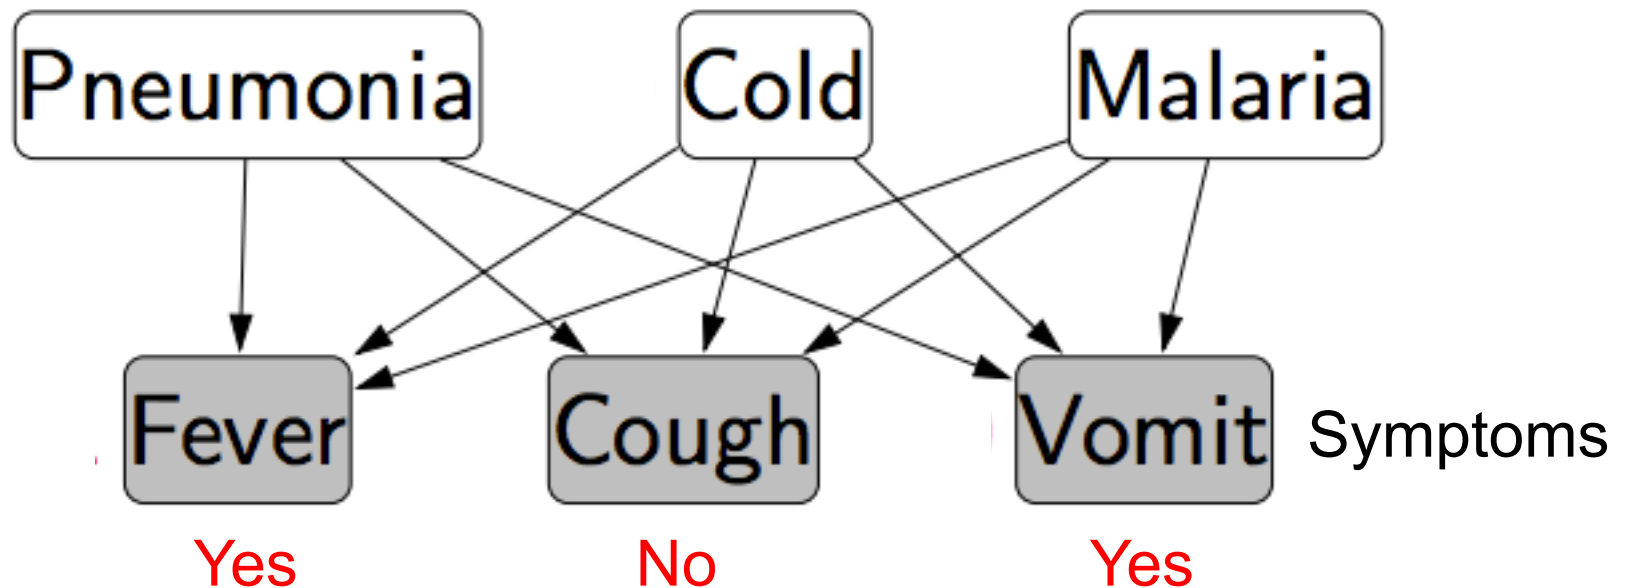 Pneumonia Cold Malaria
Fever Cough Vomit Symptoms
Yes No Yes